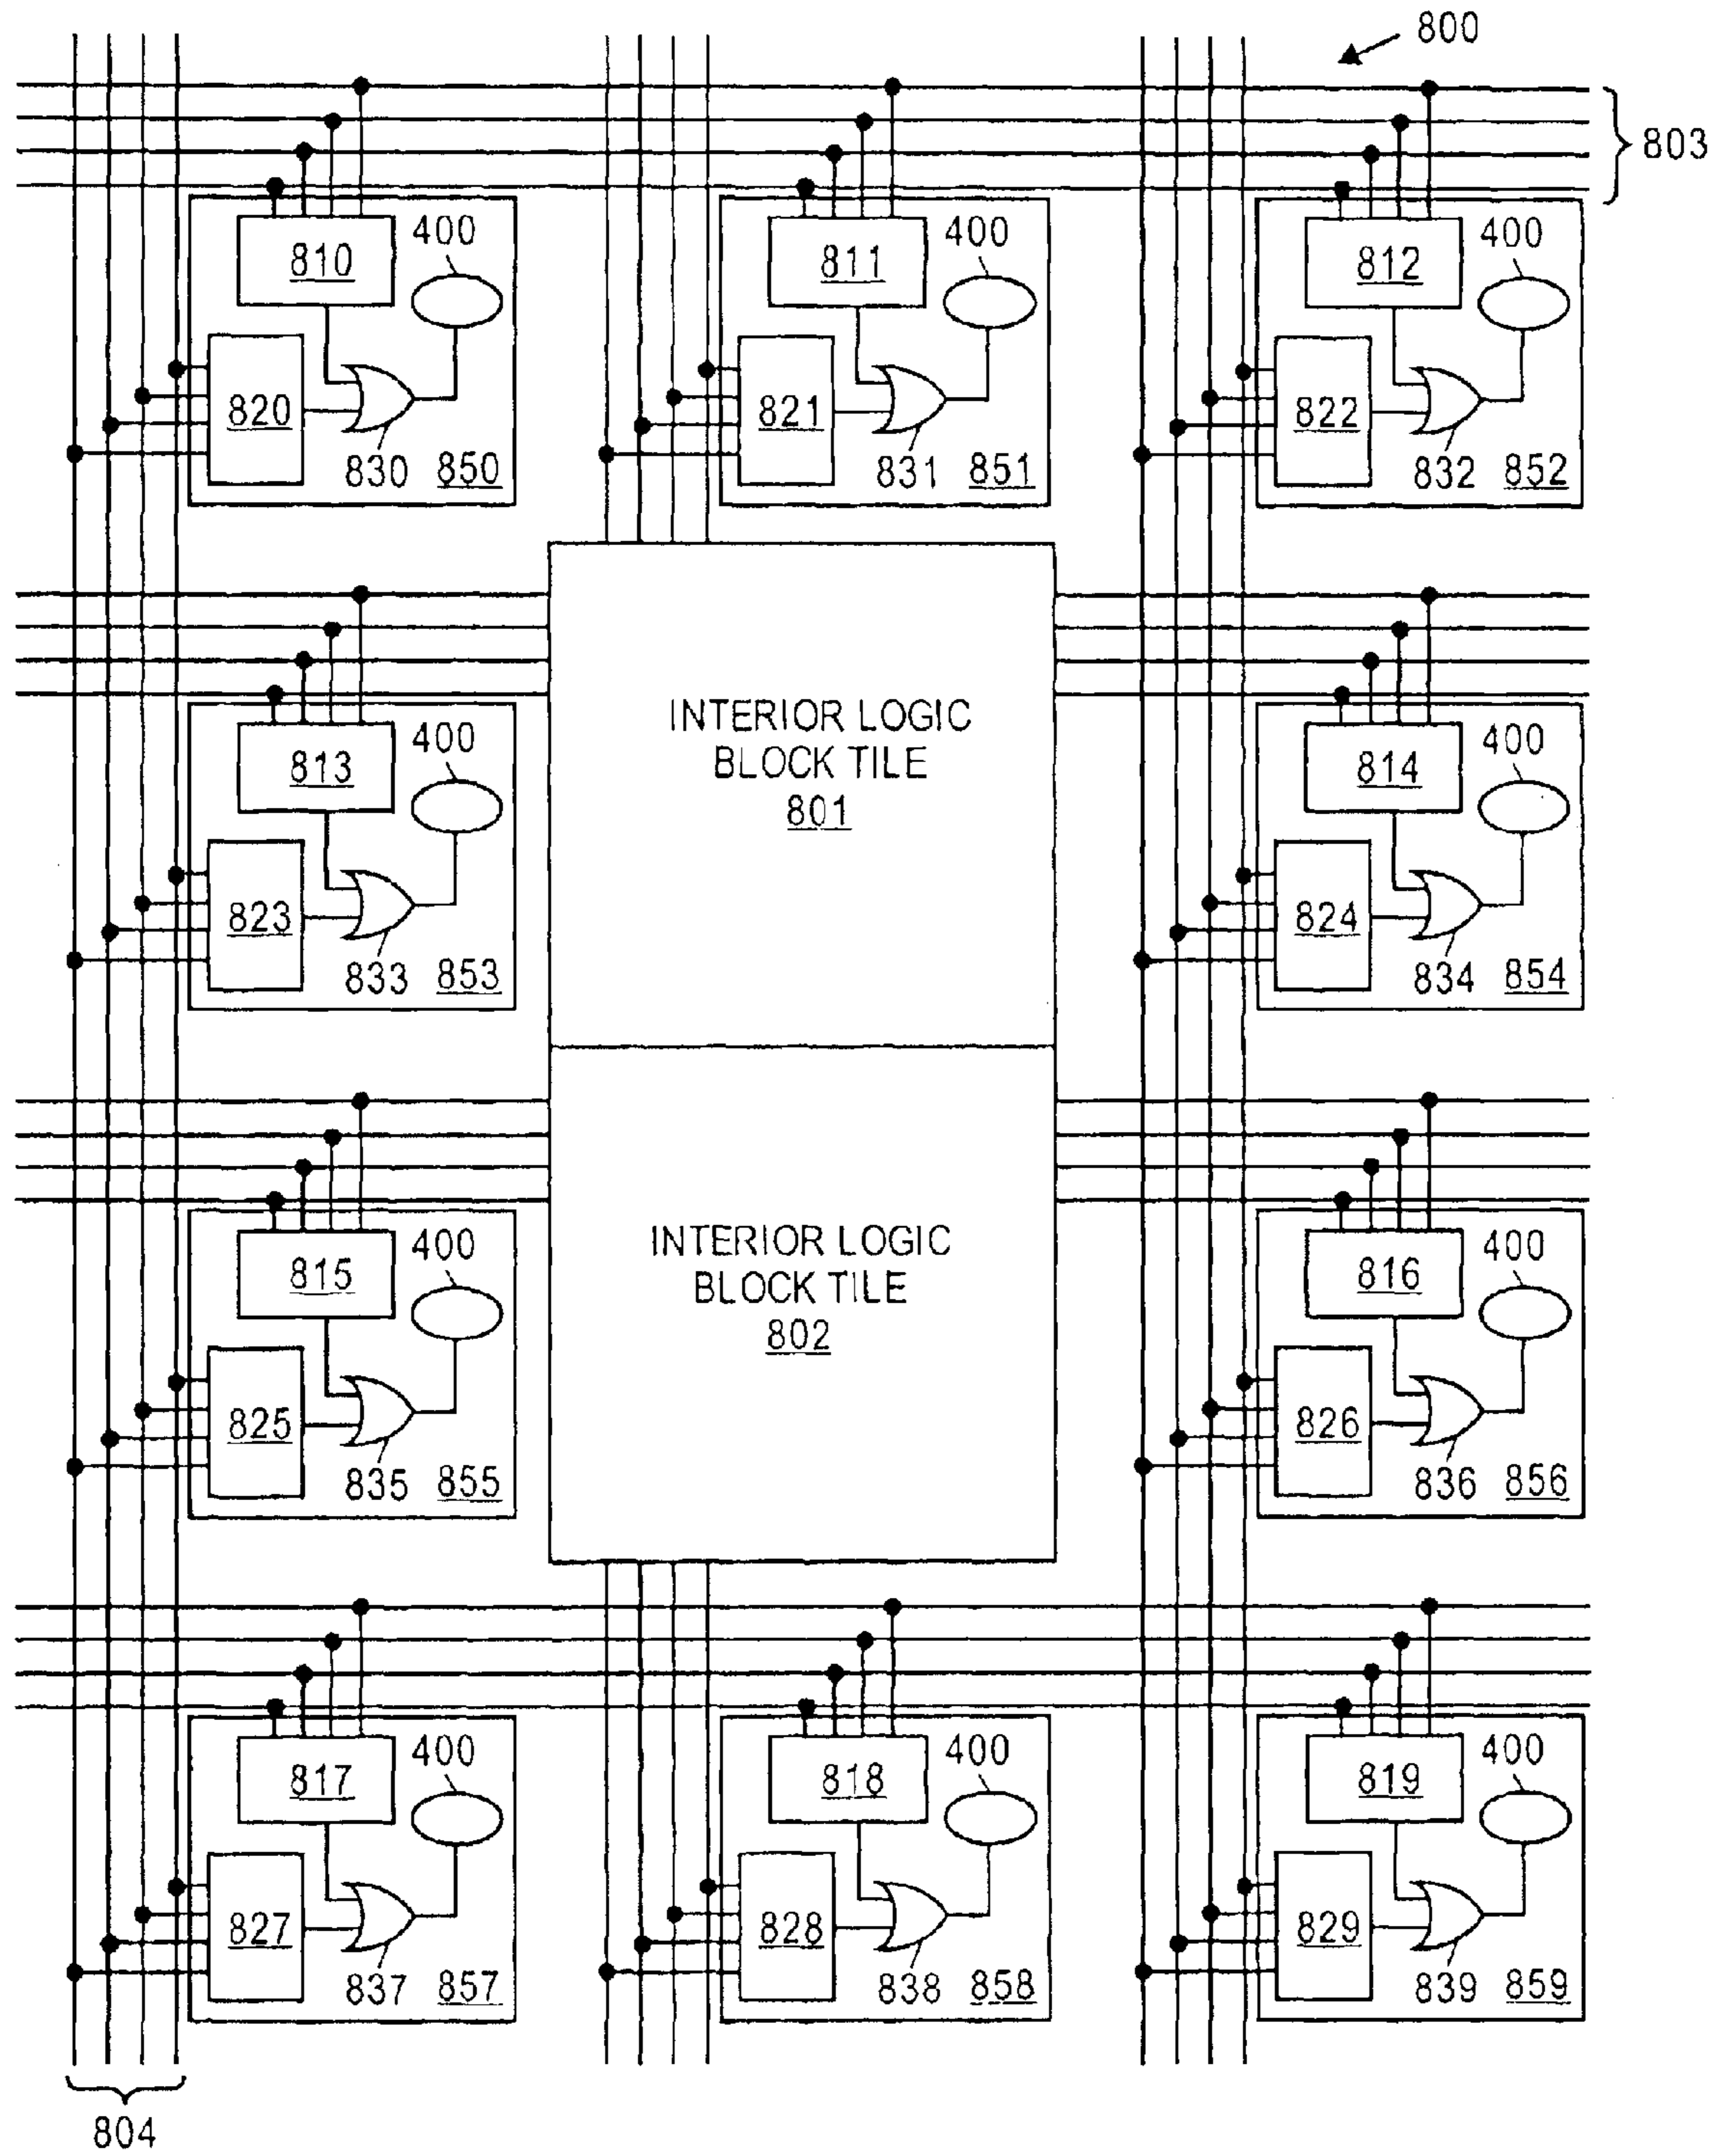 800
803
400 400 400
810 811 812
820 821 822
830 850 831 851 832 852
400 400
813 814
INTERIOR LOGIC
BLOCK TILE
801
823 824
833 853 834 854
400 400
815 816
INTERIOR LOGIC
BLOCK TILE
802
825 826
835 855 836 856
400 400 400
817 818 819
827 828 829
837 857 838 858 839 859
804